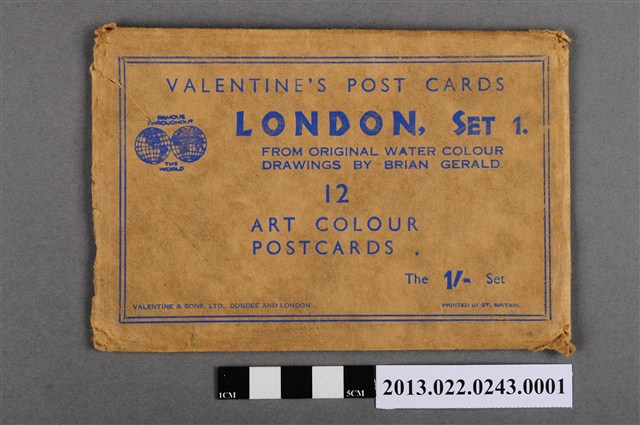 VALENTINE'S POST CARDS
FAMOUS
THROUGHOUT
THE
WORLD
LONDON, SET 1.
FROM ORIGINAL WATER COLOUR
DRAWINGS BY BRIAN GERALD.
12
ART COLOUR
POSTCARDS .
The 1/- Set
VALENTINE & SONS, LTD., DUNDEE AND LONDON
PRINTED IN GT. BRITAIN.
1CM 5CM
2013.022.0243.0001